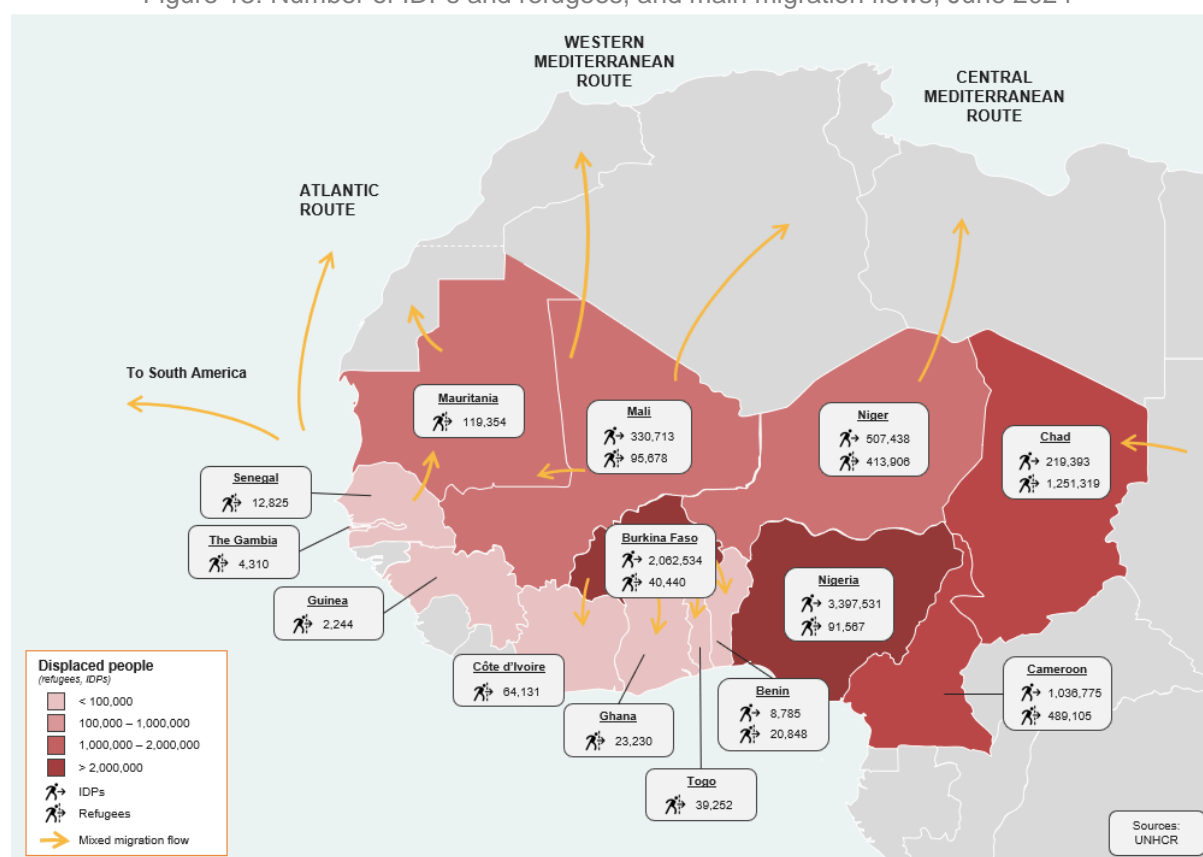 WESTERN
MEDITERRANEAN
ROUTE
CENTRAL
MEDITERRANEAN
ROUTE
ATLANTIC
ROUTE
To South America
Mauritania
119,354
Mali
330,713
95,678
Niger
507,438
413,906
Chad
219,393
1,251,319
Senegal
12,825
The Gambia
4,310
Guinea
2,244
Burkina Faso
2,062,534
40,440
Nigeria
3,397,531
91,567
Côte d'Ivoire
64,131
Ghana
23,230
Togo
39,252
Benin
8,785
20,848
Cameroon
1,036,775
489,105
Displaced people
(refugees, IDPs)
< 100,000
100,000 – 1,000,000
1,000,000 – 2,000,000
> 2,000,000
IDPs
Refugees
Mixed migration flow
Sources:
UNHCR